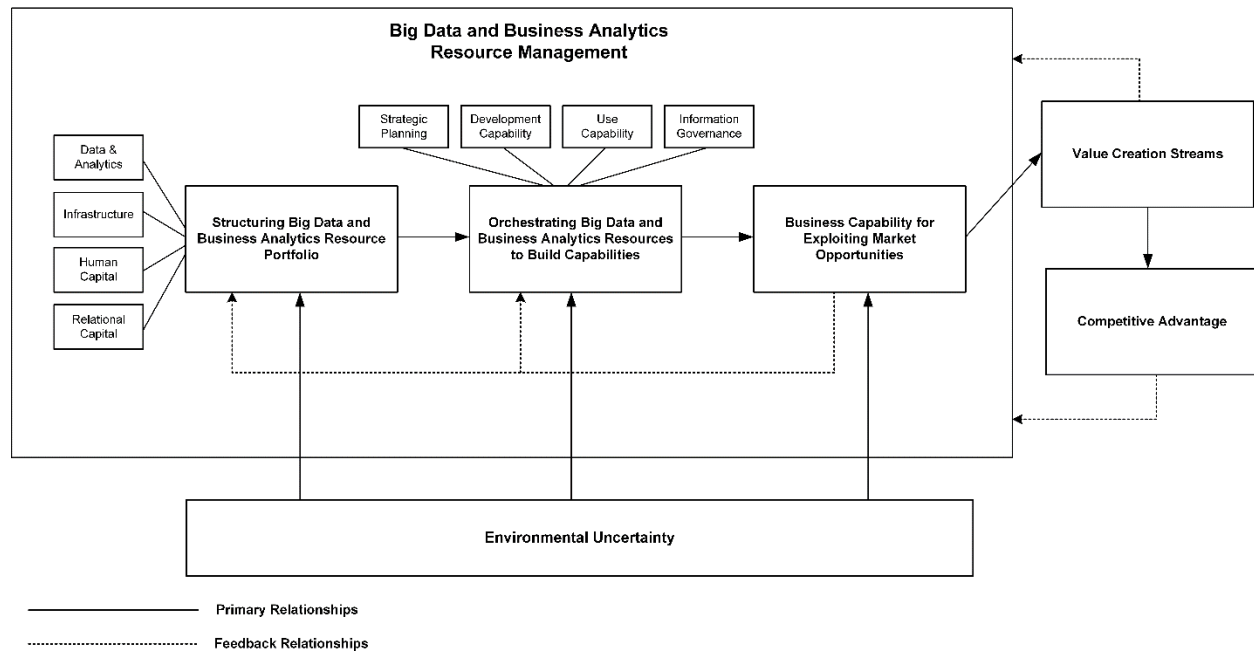 Big Data and Business Analytics
Resource Management
Strategic
Planning
Development
Capability
Use
Capability
Information
Governance
Data &
Analytics
Infrastructure
Human
Capital
Relational
Capital
Structuring Big Data and
Business Analytics Resource
Portfolio
Orchestrating Big Data and
Business Analytics Resources
to Build Capabilities
Business Capability for
Exploiting Market
Opportunities
Value Creation Streams
Competitive Advantage
Environmental Uncertainty
Primary Relationships
Feedback Relationships